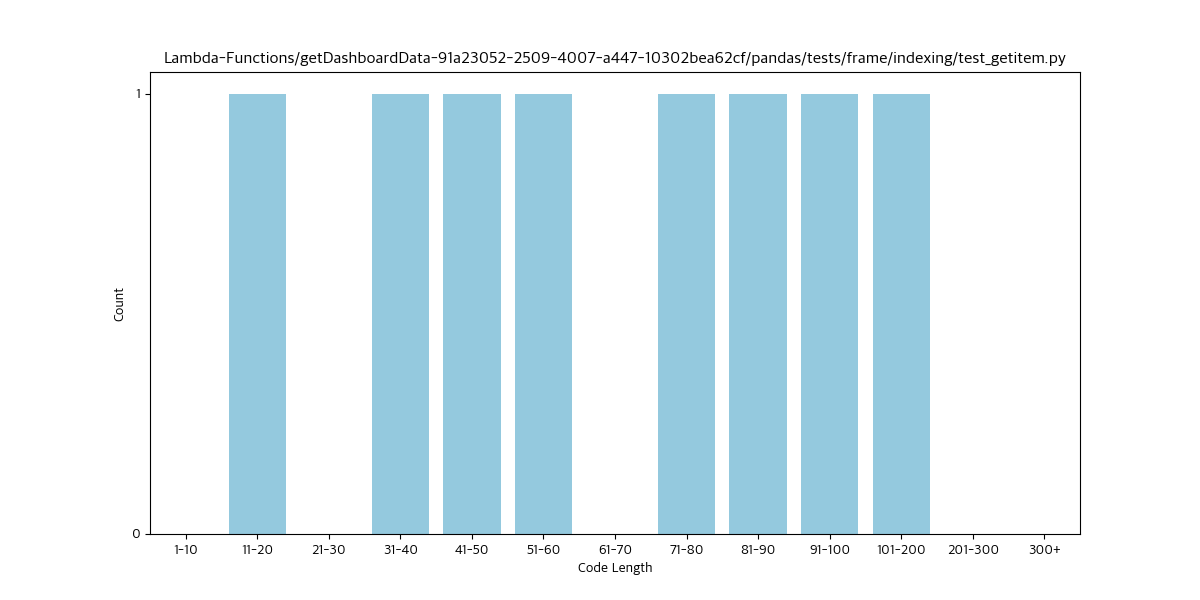 Lambda-Functions/getDashboardData-91a23052-2509-4007-a447-10302bea62cf/pandas/tests/frame/indexing/test_getitem.py
1
Count
0
1-10 11-20 21-30 31-40 41-50 51-60 61-70 71-80 81-90 91-100 101-200 201-300 300+
Code Length